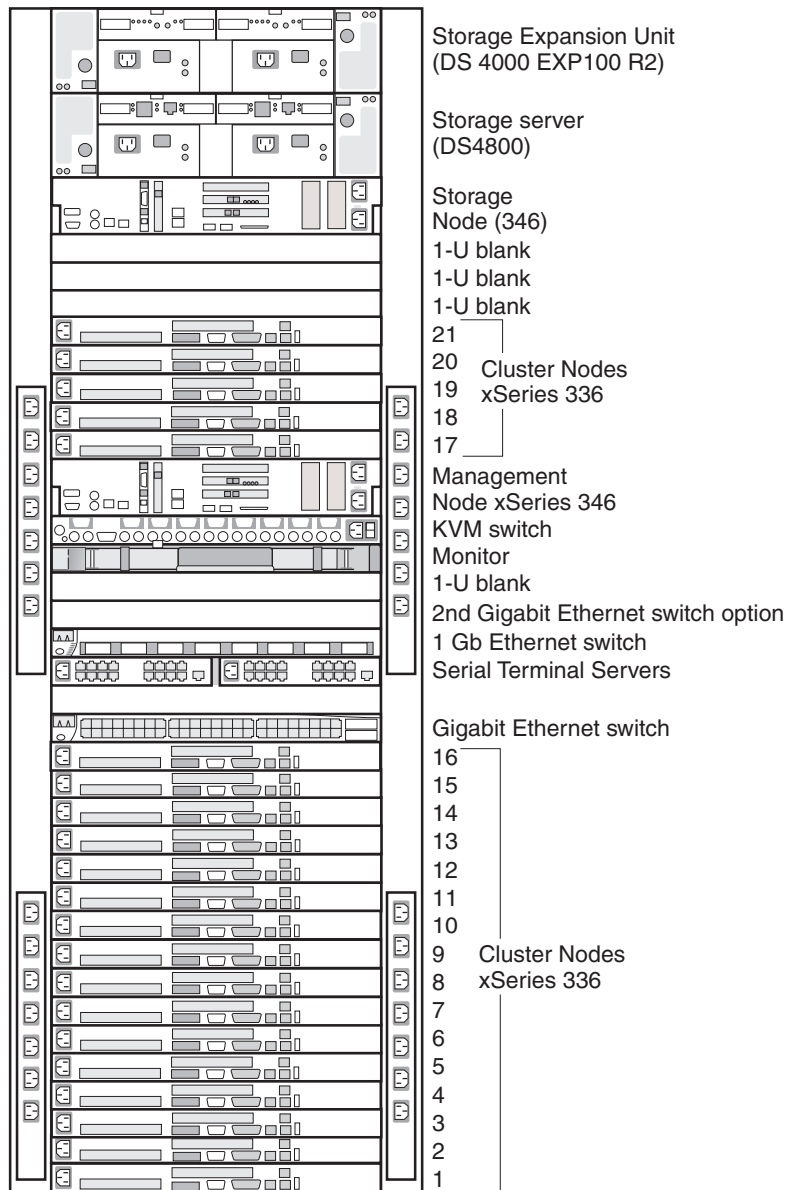 Storage Expansion Unit
(DS 4000 EXP100 R2)
Storage server
(DS4800)
Storage
Node (346)
1-U blank
1-U blank
1-U blank
21
20
19
18
17
Cluster Nodes
xSeries 336
Management
Node xSeries 346
KVM switch
Monitor
1-U blank
2nd Gigabit Ethernet switch option
1 Gb Ethernet switch
Serial Terminal Servers
Gigabit Ethernet switch
16
15
14
13
12
11
10
9
8
7
6
5
4
3
2
1
Cluster Nodes
xSeries 336